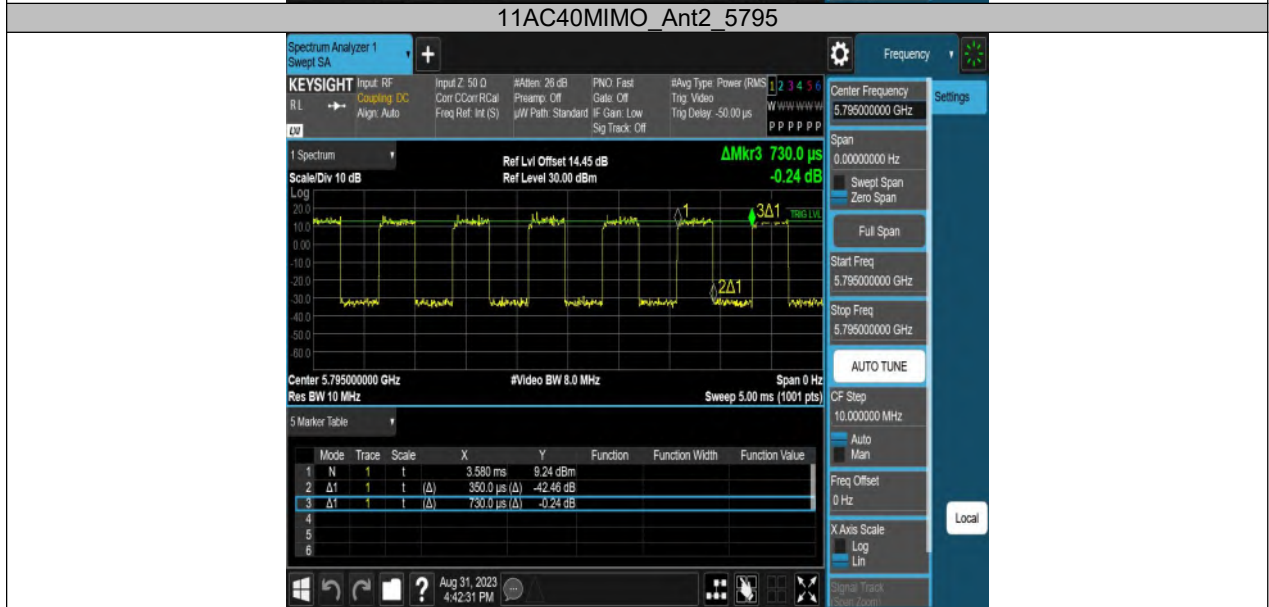 11AC40MIMO_Ant2_5795
Spectrum Analyzer 1
Swept SA
+
Frequency
KEYSIGHT Input: RF Input Z: 50 Ω #Atten: 26 dB PNO: Fast #Avg Type: Power (RMS 1 2 3 4 5 6
RL Coupling: DC Corr CCorr RCal Preamp: Off Gate: Off Trig: Video W W W W W W
Align: Auto Freq Ref: Int (S) µW Path: Standard IF Gain: Low Trig Delay: -50.00 µs P P P P P P
LXI Sig Track: Off
1 Spectrum
Ref Lvl Offset 14.45 dB
ΔMkr3 730.0 µs
Scale/Div 10 dB
Ref Level 30.00 dBm
-0.24 dB
Log
20.0
10.0
0.00
-10.0
-20.0
-30.0
-40.0
-50.0
-60.0
1
3Δ1
TRIG LVL
2Δ1
Center 5.795000000 GHz #Video BW 8.0 MHz Span 0 Hz
Res BW 10 MHz Sweep 5.00 ms (1001 pts)
5 Marker Table
Mode Trace Scale X Y Function Function Width Function Value
1 N 1 t 3.580 ms 9.24 dBm
2 Δ1 1 t (Δ) 350.0 µs (Δ) -42.46 dB
3 Δ1 1 t (Δ) 730.0 µs (Δ) -0.24 dB
4
5
6
?
Aug 31, 2023
4:42:31 PM
Center Frequency
5.795000000 GHz
Settings
Span
0.00000000 Hz
Swept Span
Zero Span
Full Span
Start Freq
5.795000000 GHz
Stop Freq
5.795000000 GHz
AUTO TUNE
CF Step
10.000000 MHz
Auto
Man
Freq Offset
0 Hz
X Axis Scale
Log
Lin
Local
Signal Track
(Span Zoom)